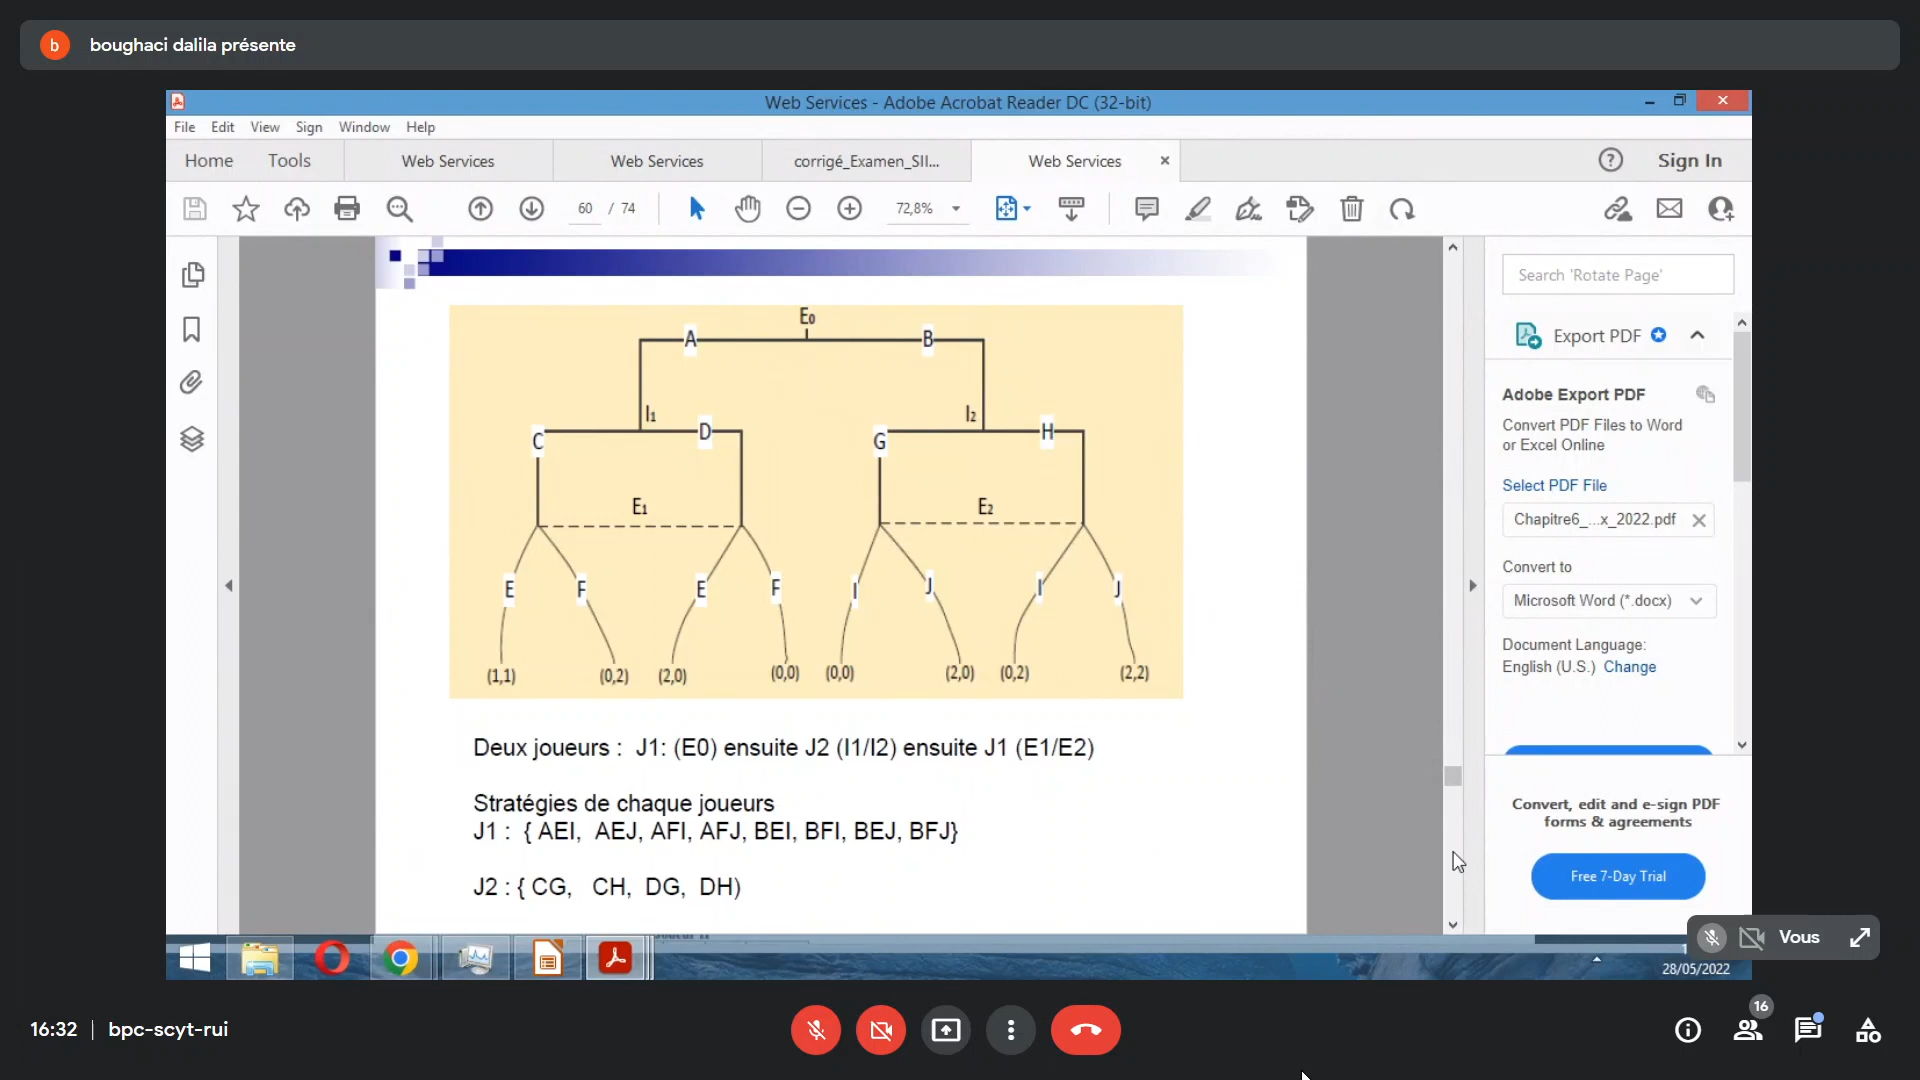 b boughaci dalila présente
Web Services - Adobe Acrobat Reader DC (32-bit)
File Edit View Sign Window Help
Home Tools Web Services Web Services corrigé_Examen_SII... Web Services × ? Sign In
60 / 74 72,8%
Search 'Rotate Page'
Export PDF
Adobe Export PDF
Convert PDF Files to Word
or Excel Online
Select PDF File
Chapitre6_...x_2022.pdf
Convert to
Microsoft Word (*.docx)
Document Language:
English (U.S.) Change
Convert, edit and e-sign PDF
forms & agreements
Free 7-Day Trial
E0
A B
I1 I2
C D G H
E1 E2
E F E F I J I J
(1,1) (0,2) (2,0) (0,0) (0,0) (2,0) (0,2) (2,2)
Deux joueurs : J1: (E0) ensuite J2 (I1/I2) ensuite J1 (E1/E2)
Stratégies de chaque joueurs
J1 : { AEI, AEJ, AFI, AFJ, BEI, BFI, BEJ, BFJ}
J2 : { CG, CH, DG, DH)
Vous
28/05/2022
16:32 | bpc-scyt-rui
16